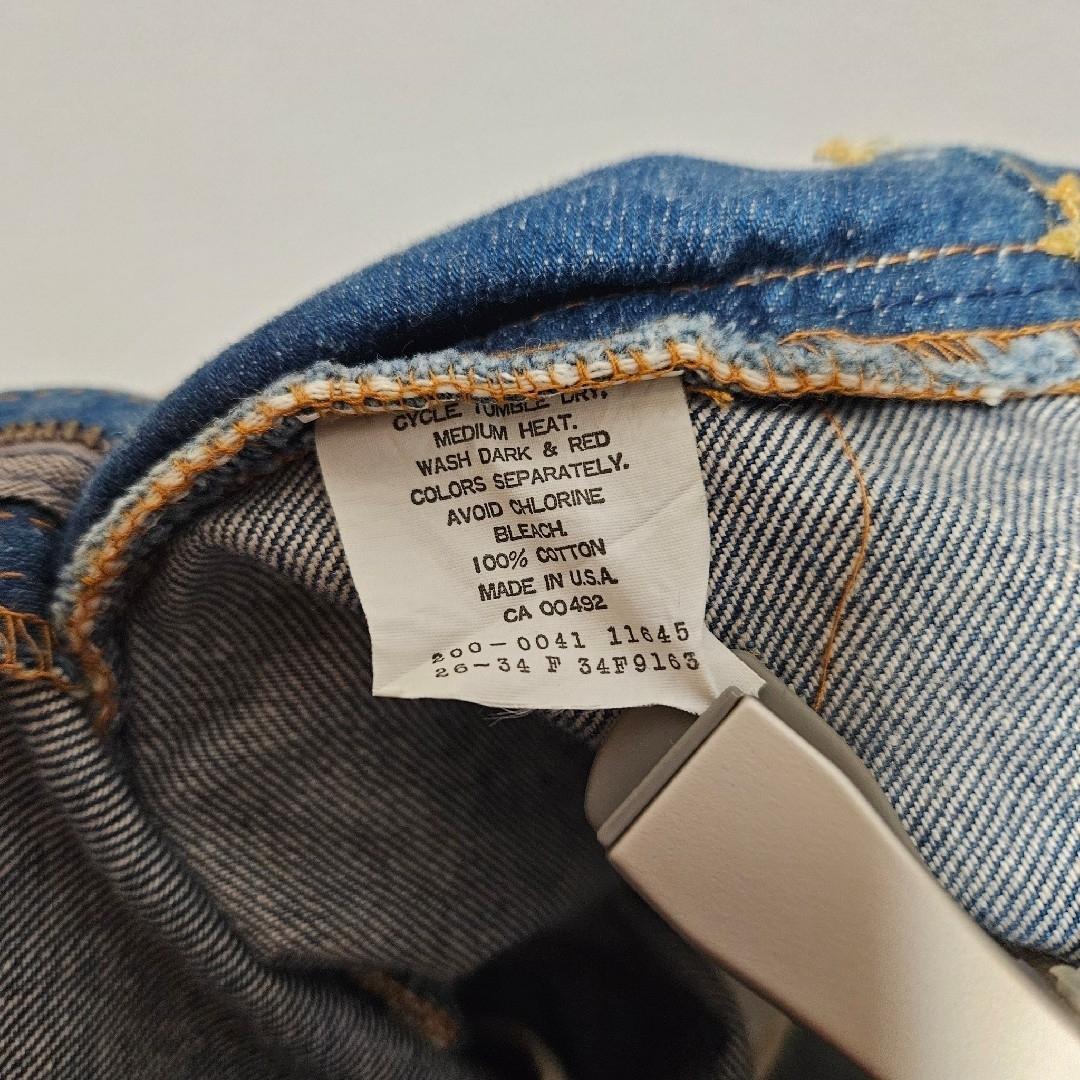 CYCLE TUMBLE DRY,
MEDIUM HEAT.
WASH DARK & RED
COLORS SEPARATELY.
AVOID CHLORINE
BLEACH.
100% COTTON
MADE IN U.S.A.
CA 00492
200-0041 11645
26-34 F 34F9163